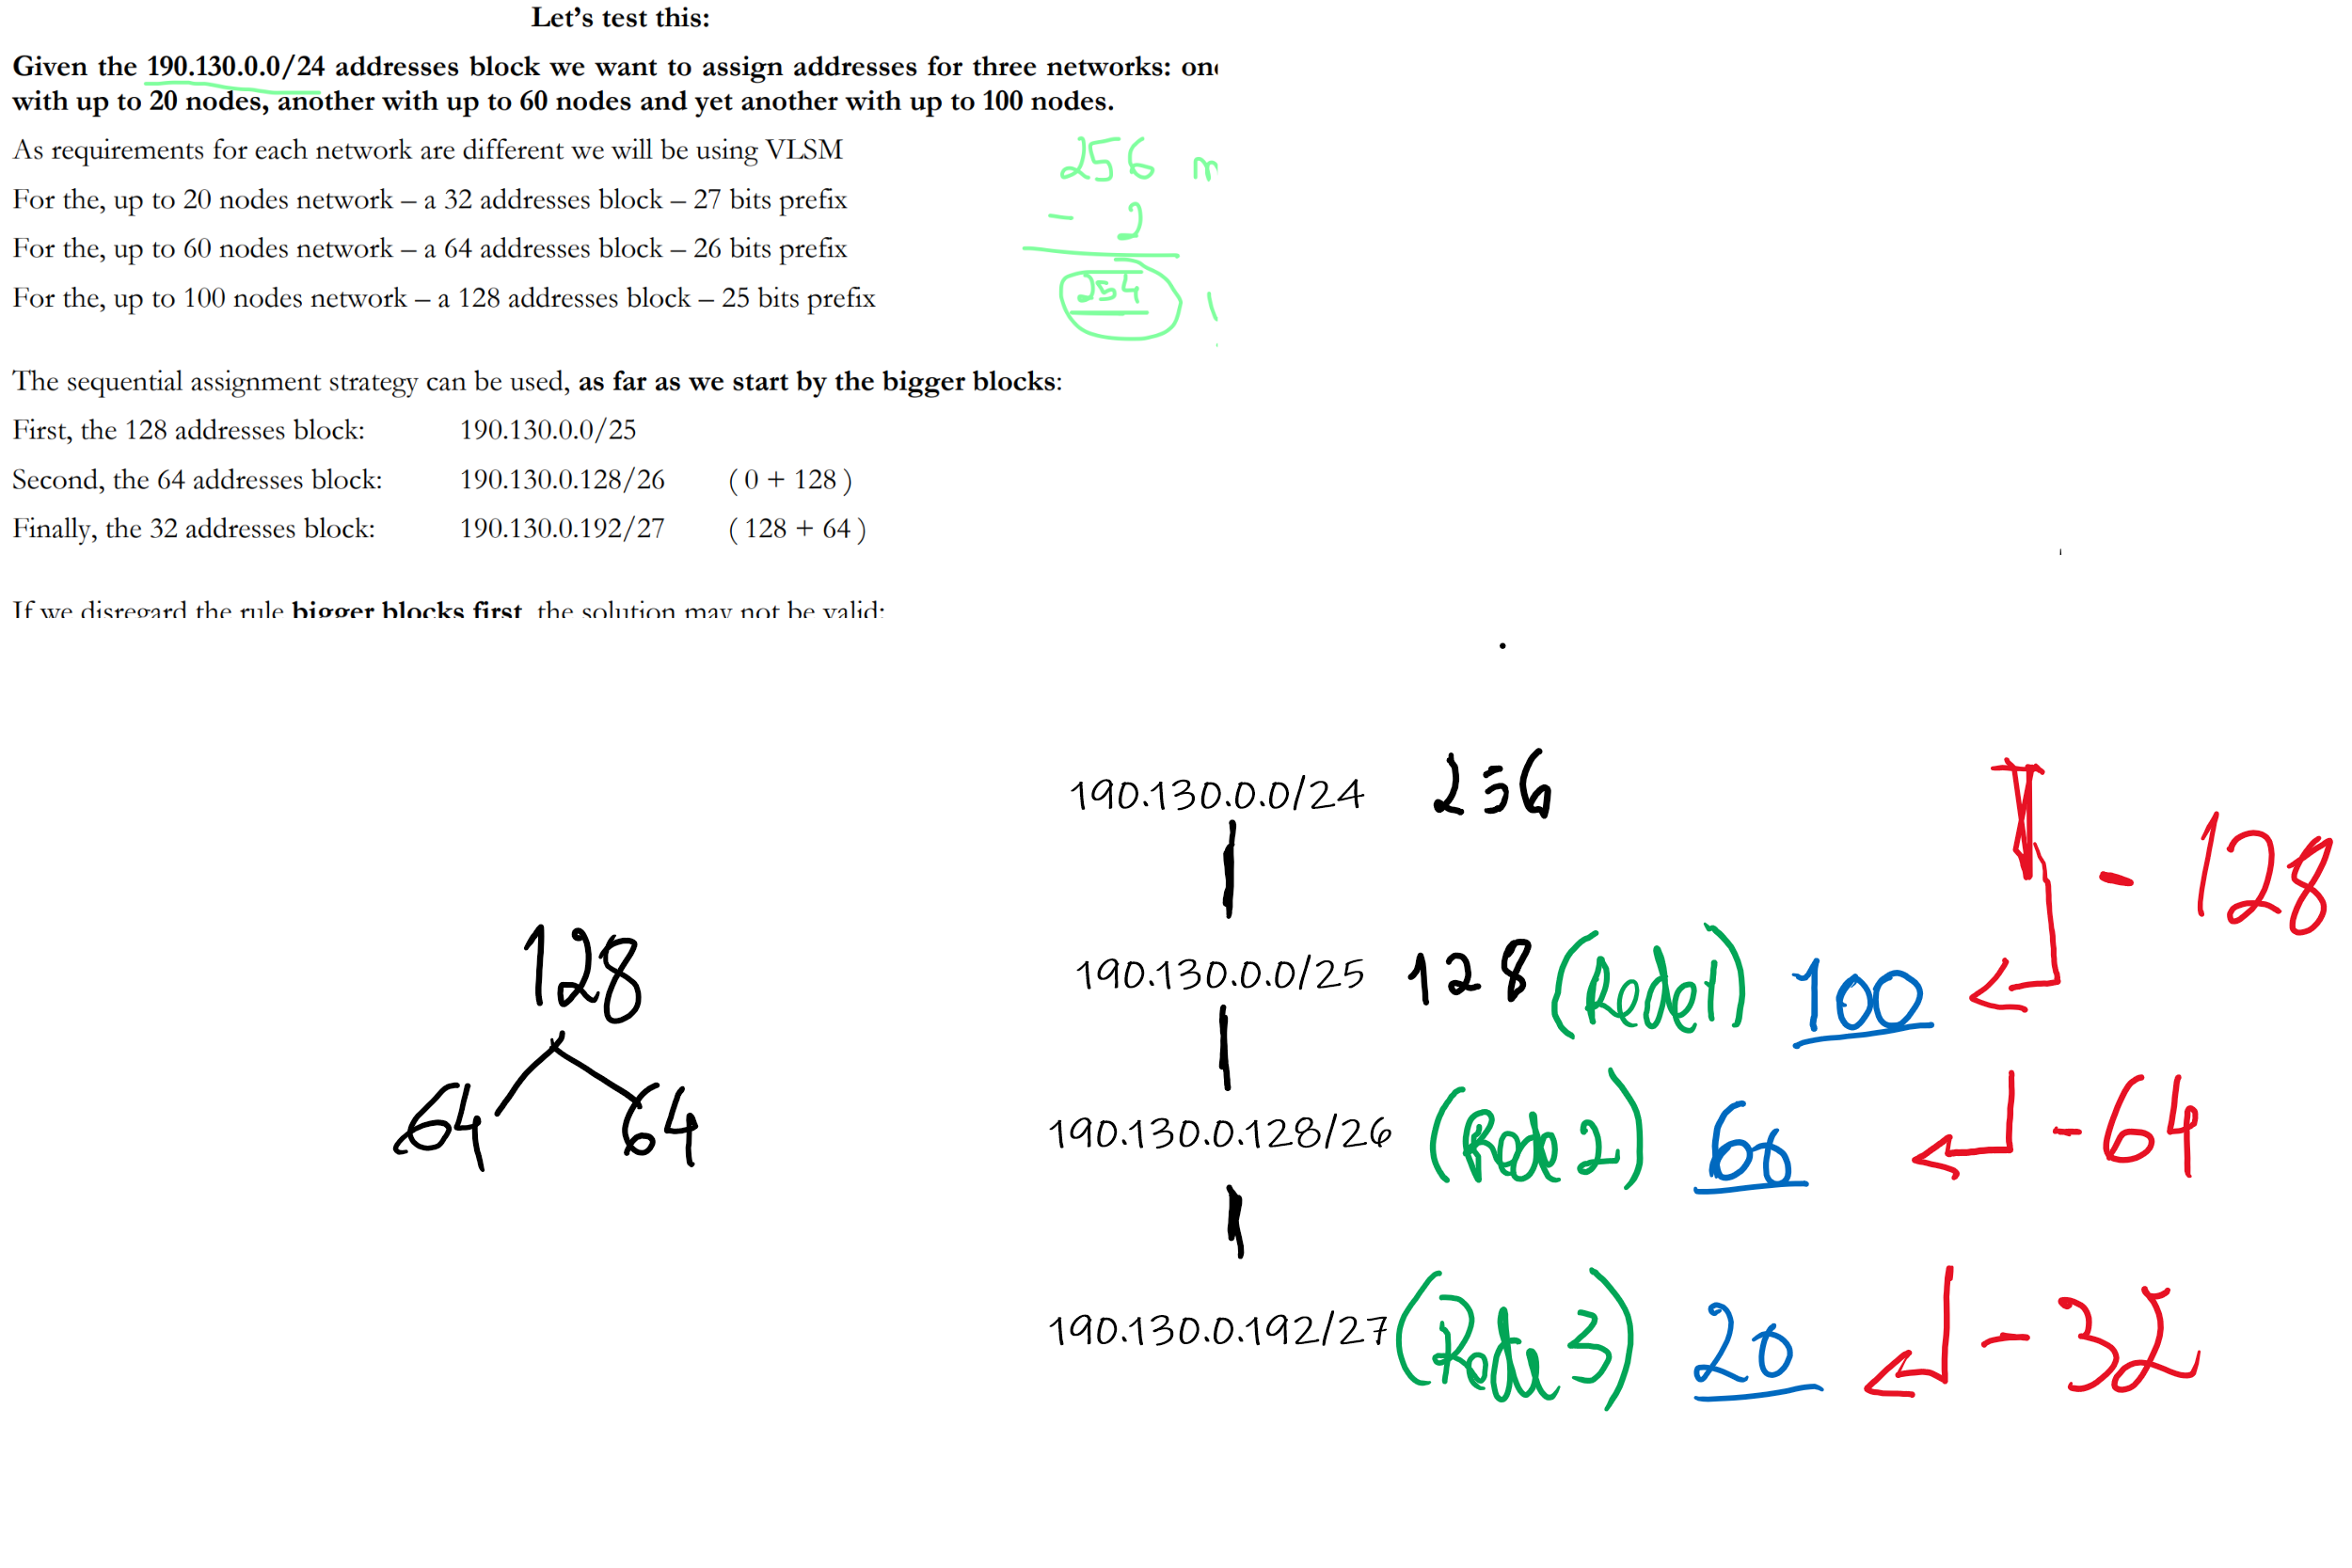 Let's test this:
Given the 190.130.0.0/24 addresses block we want to assign addresses for three networks:
with up to 20 nodes, another with up to 60 nodes and yet another with up to 100 nodes.
As requirements for each network are different we will be using VLSM
For the, up to 20 nodes network – a 32 addresses block – 27 bits prefix
For the, up to 60 nodes network – a 64 addresses block – 26 bits prefix
For the, up to 100 nodes network – a 128 addresses block – 25 bits prefix
256
- 2
254
The sequential assignment strategy can be used, as far as we start by the bigger blocks:
First, the 128 addresses block: 190.130.0.0/25
Second, the 64 addresses block: 190.130.0.128/26 ( 0 + 128 )
Finally, the 32 addresses block: 190.130.0.192/27 ( 128 + 64 )
If we disregard the rule bigger blocks first, the solution may not be valid:
190.130.0.0/24 256
- 128
128
64 64
190.130.0.0/25 128 (Rede1) 100
190.130.0.128/26 (Rede 2) 60 - 64
190.130.0.192/27 (Rede 3) 20 - 32